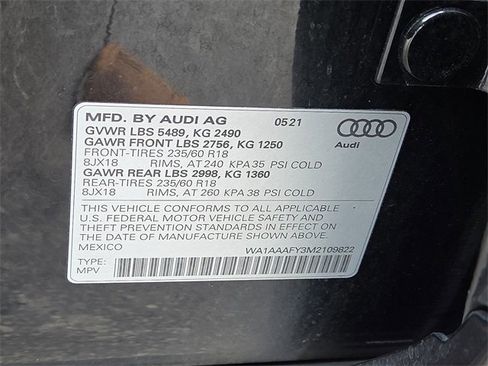 MFD. BY AUDI AG 05 21
GVWR LBS 5489, KG 2490
GAWR FRONT LBS 2756, KG 1250
FRONT-TIRES 235/60 R18
8JX18 RIMS, AT 240 KPA 35 PSI COLD
GAWR REAR LBS 2998, KG 1360
REAR-TIRES 235/60 R18
8JX18 RIMS, AT 260 KPA 38 PSI COLD
Audi
THIS VEHICLE CONFORMS TO ALL APPLICABLE
U.S. FEDERAL MOTOR VEHICLE SAFETY AND
THEFT PREVENTION STANDARDS IN EFFECT ON
THE DATE OF MANUFACTURE SHOWN ABOVE.
MEXICO WA1AAAFY3M2109822
TYPE:
MPV